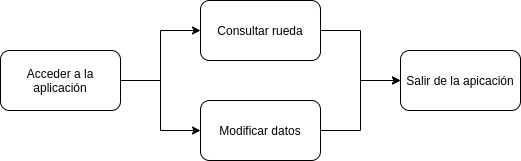 Acceder a la
aplicación
Consultar rueda
Modificar datos
Salir de la apicación